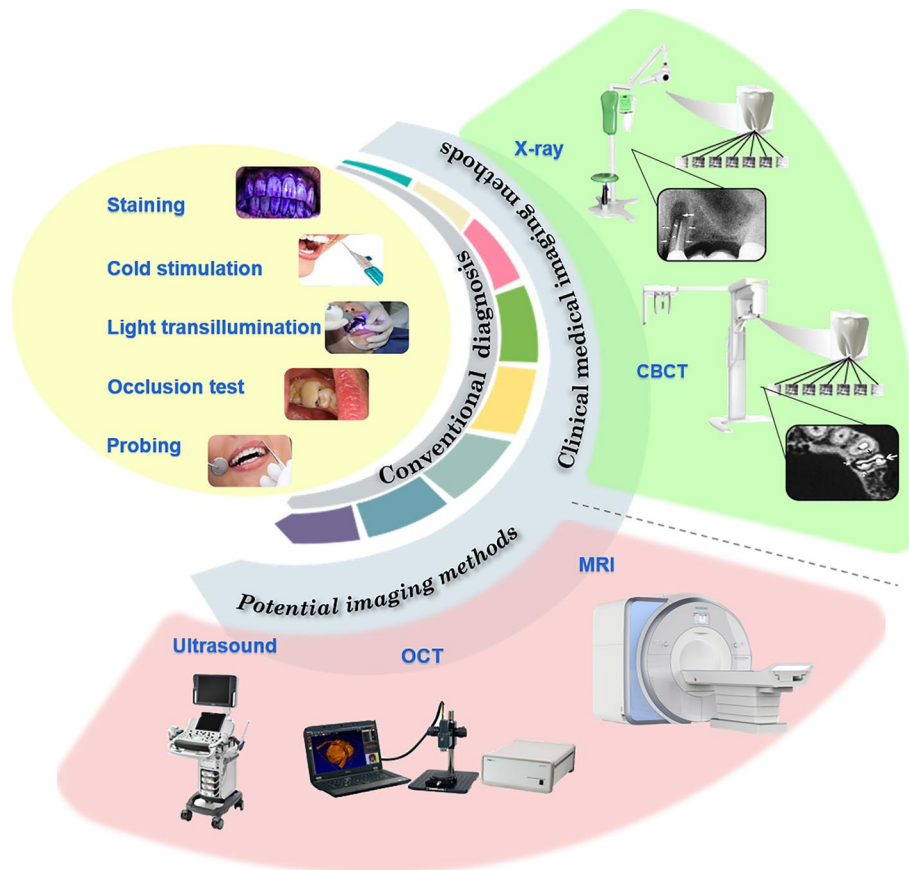 Conventional diagnosis
Staining
Cold stimulation
Light transillumination
Occlusion test
Probing
Clinical medical imaging methods
X-ray
CBCT
Potential imaging methods
MRI
OCT
Ultrasound